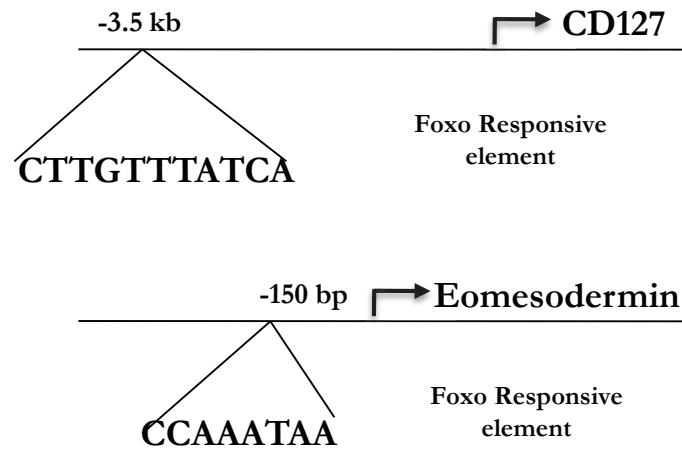 -3.5 kb
CD127
Foxo Responsive
element
CTTGTTTATCA
-150 bp
Eomesodermin
Foxo Responsive
element
CCAAATAA